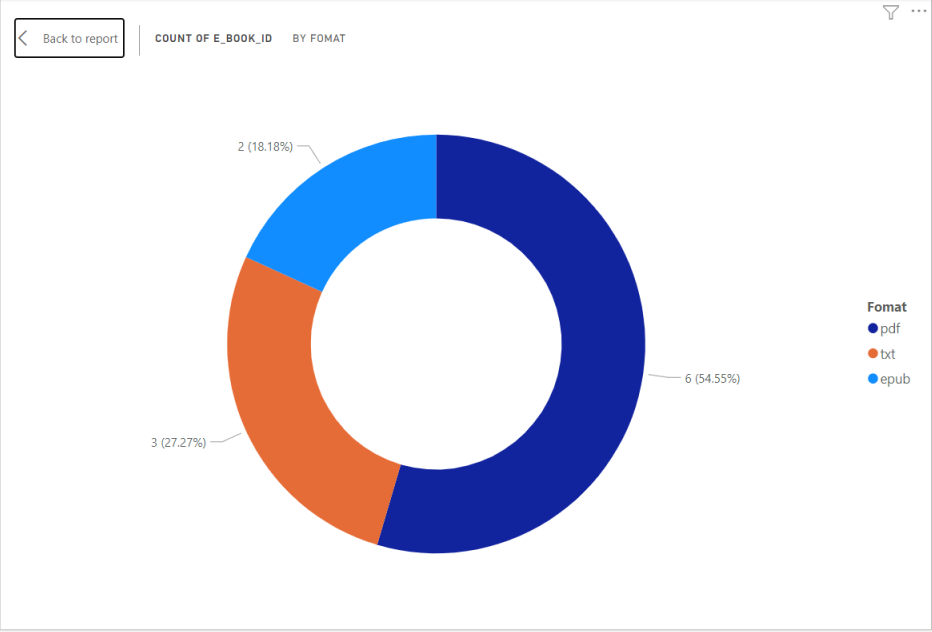 Back to report
COUNT OF E_BOOK_ID BY FOMAT
2 (18.18%)
6 (54.55%)
3 (27.27%)
Fomat
pdf
txt
epub